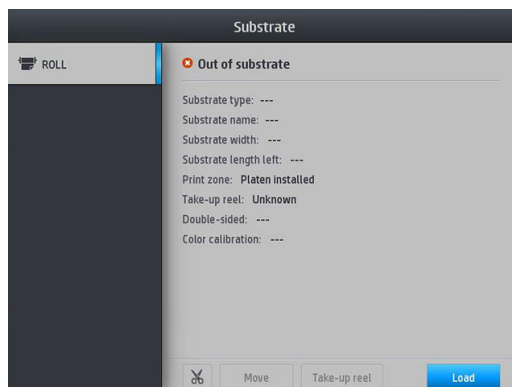 Substrate
ROLL
Out of substrate
Substrate type: ---
Substrate name: ---
Substrate width: ---
Substrate length left: ---
Print zone: Platen installed
Take-up reel: Unknown
Double-sided: ---
Color calibration: ---
Move
Take-up reel
Load